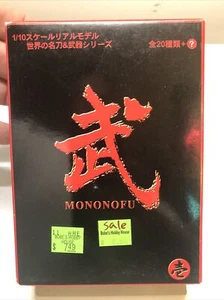 1/10スケールリアルモデル
世界の名刀&武器シリーズ
全20種類+?
武
MONONOFU
sale
$ 749
壱